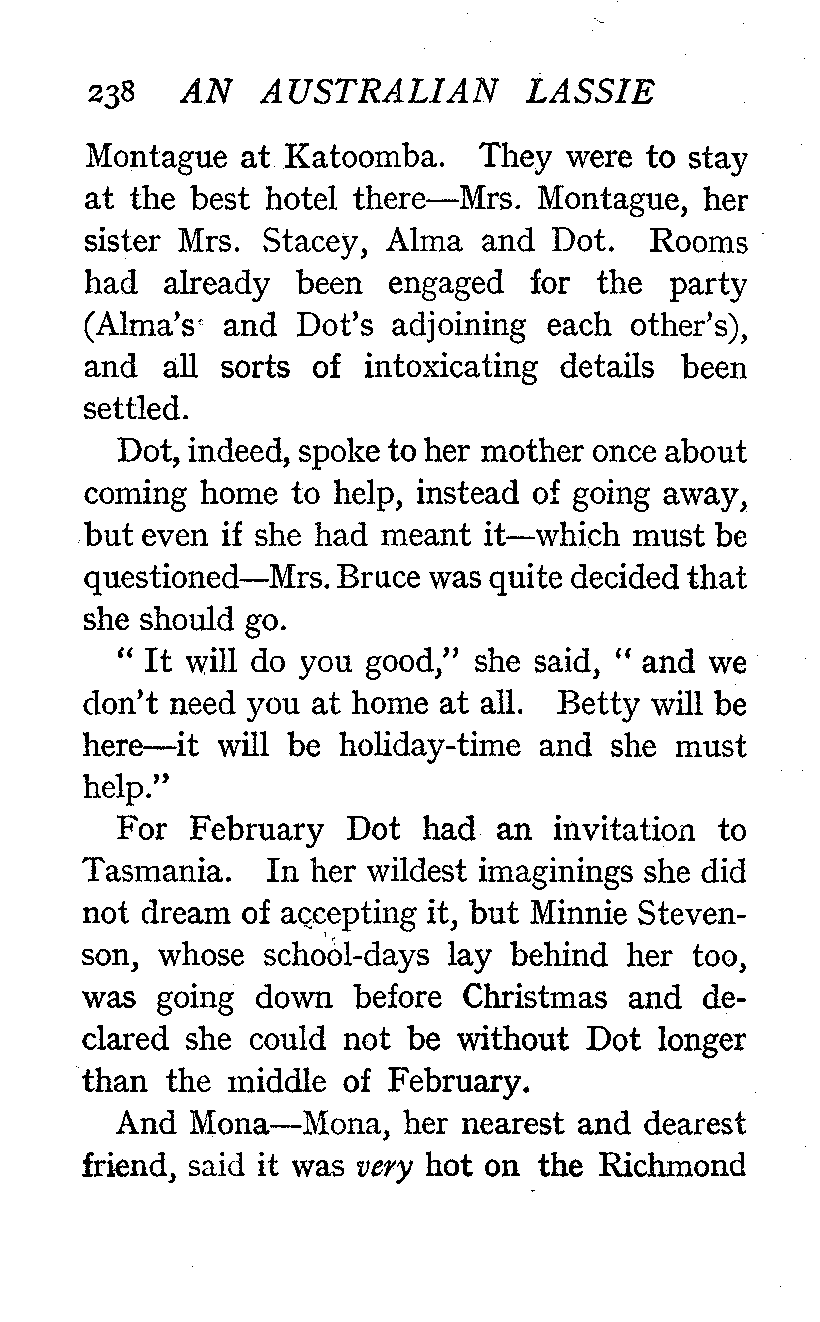 238 AN AUSTRALIAN LASSIE
Montague at Katoomba. They were to stay
at the best hotel there—Mrs. Montague, her
sister Mrs. Stacey, Alma and Dot. Rooms
had already been engaged for the party
(Alma's and Dot's adjoining each other's),
and all sorts of intoxicating details been
settled.
Dot, indeed, spoke to her mother once about
coming home to help, instead of going away,
but even if she had meant it—which must be
questioned—Mrs. Bruce was quite decided that
she should go.
" It will do you good," she said, " and we
don't need you at home at all. Betty will be
here—it will be holiday-time and she must
help."
For February Dot had an invitation to
Tasmania. In her wildest imaginings she did
not dream of accepting it, but Minnie Steven-
son, whose school-days lay behind her too,
was going down before Christmas and de-
clared she could not be without Dot longer
than the middle of February.
And Mona—Mona, her nearest and dearest
friend, said it was very hot on the Richmond